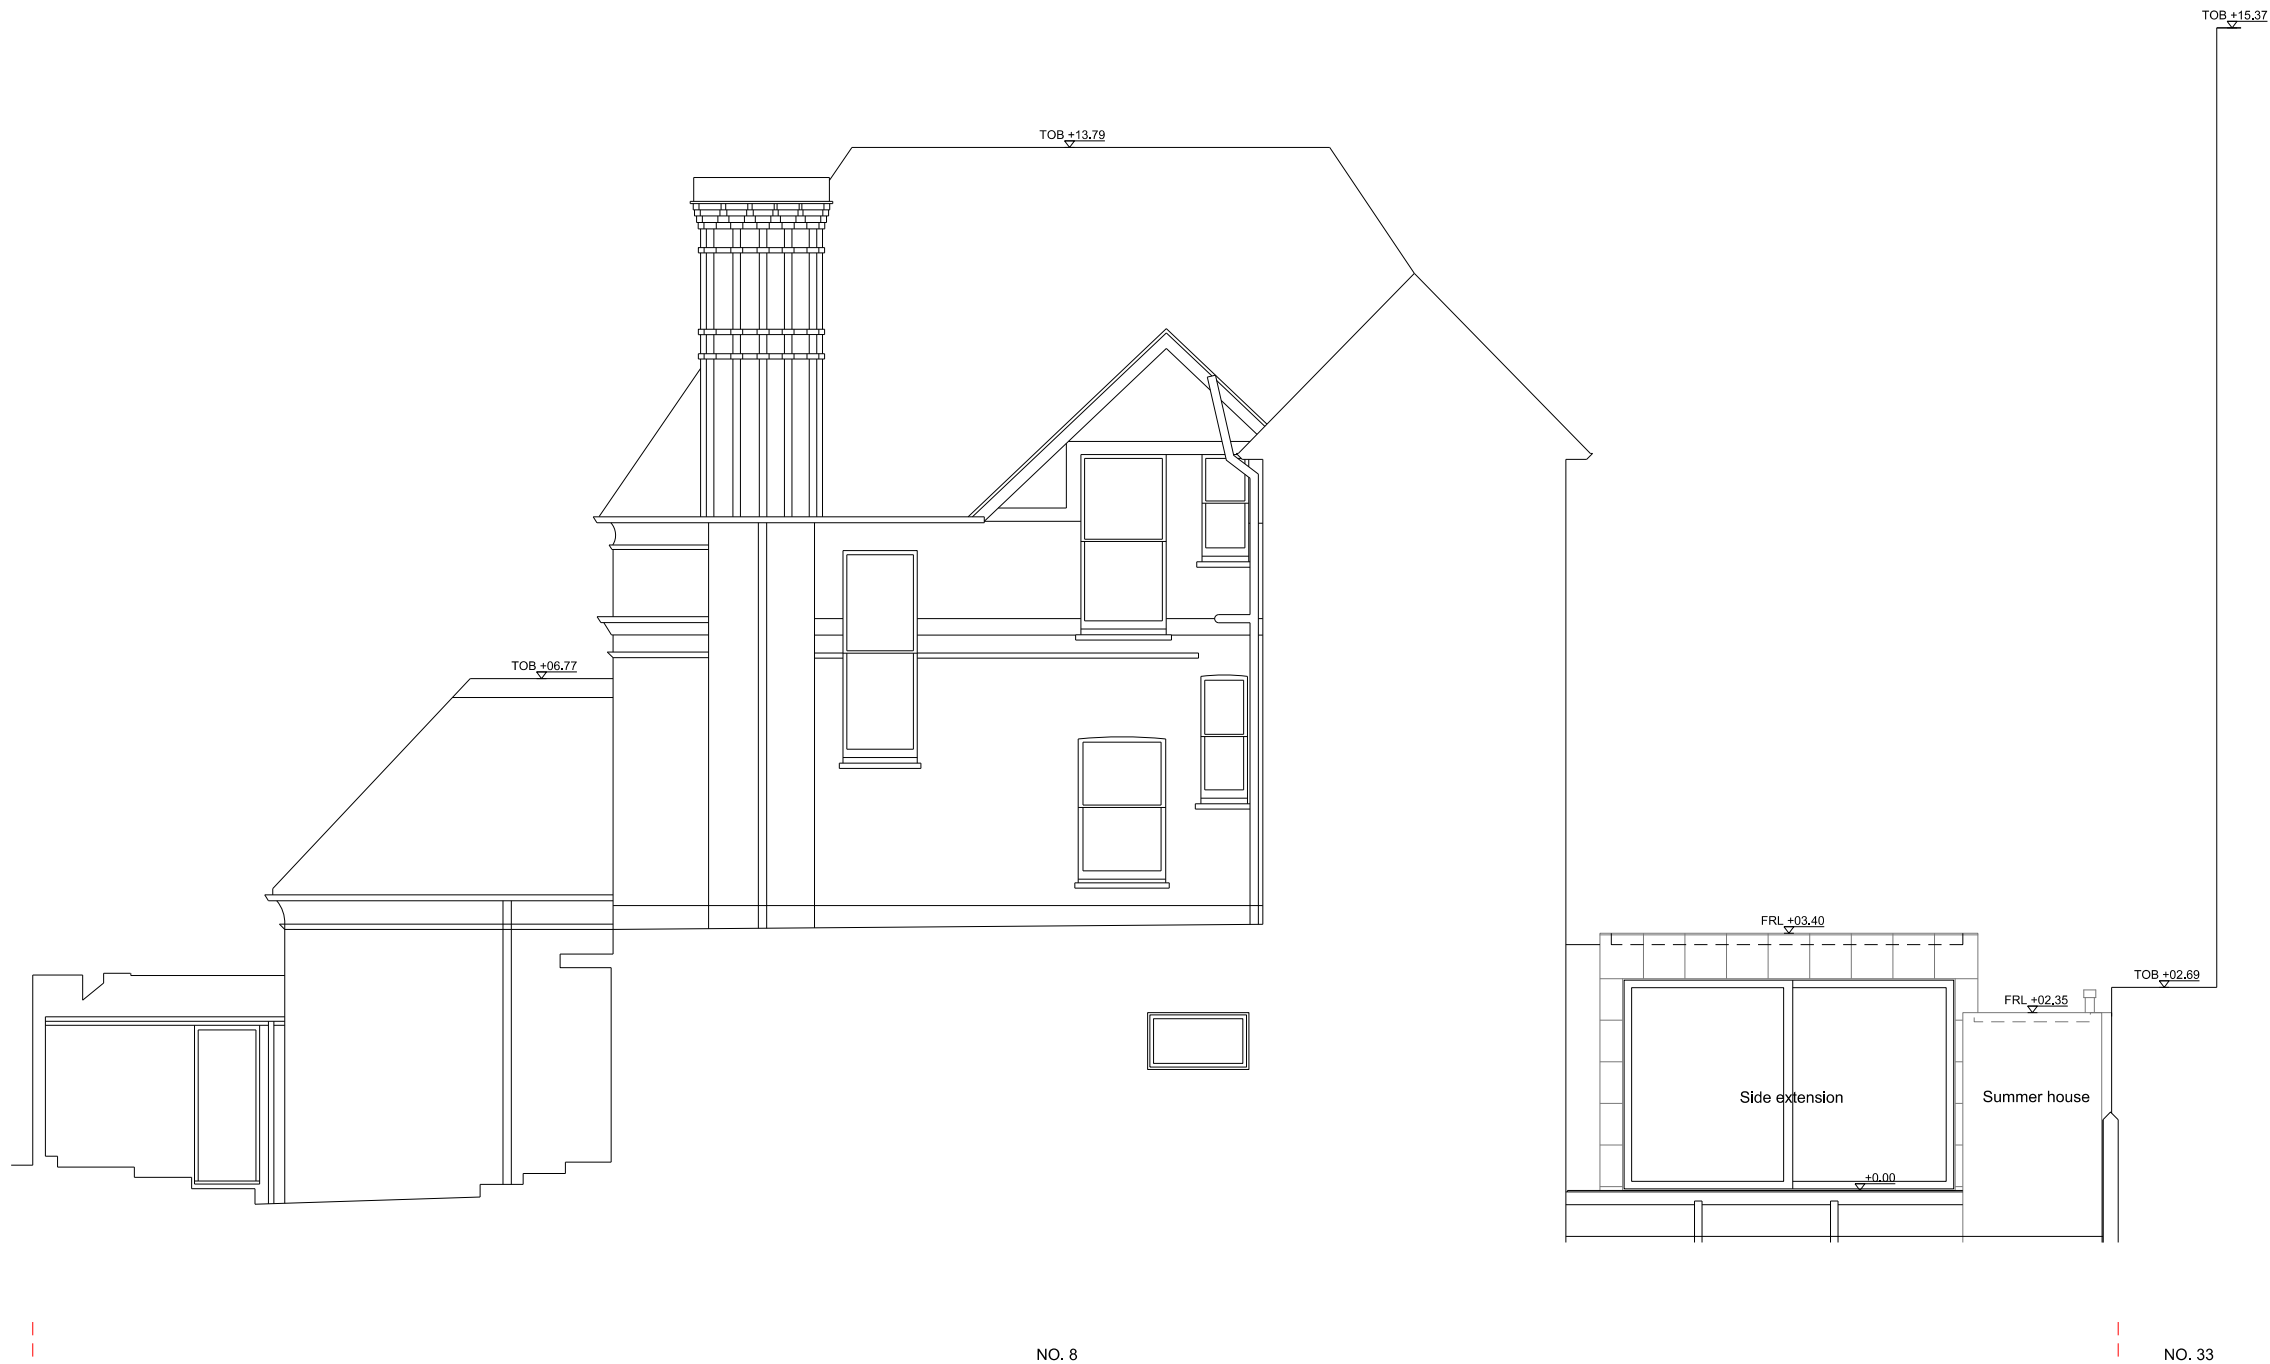 TOB +15.37
TOB +13.79
TOB +06.77
FRL +03.40
TOB +02.69
FRL +02.35
Side extension
Summer house
+0.00
NO. 8
NO. 33